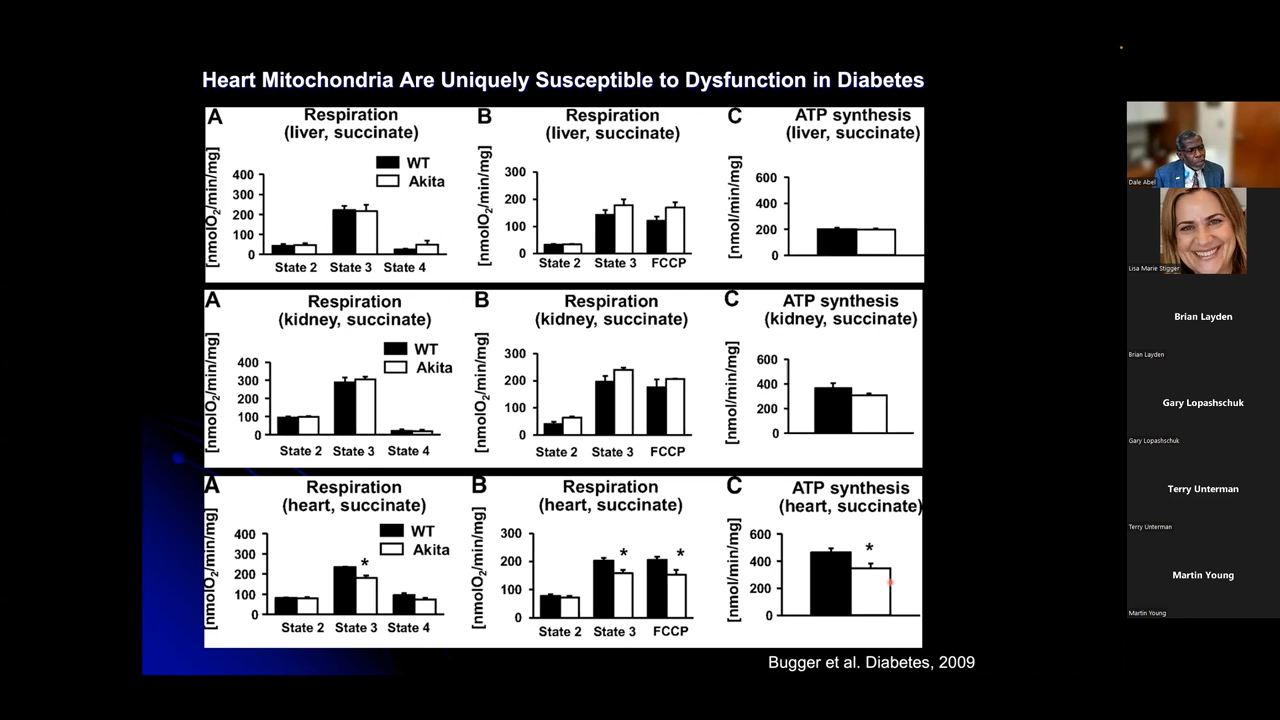 Heart Mitochondria Are Uniquely Susceptible to Dysfunction in Diabetes
A
Respiration
(liver, succinate)
WT
Akita
[nmolO₂/min/mg]
400
300
200
100
0
State 2 State 3 State 4
B
Respiration
(liver, succinate)
[nmolO₂/min/mg]
300
200
100
0
State 2 State 3 FCCP
C
ATP synthesis
(liver, succinate)
[nmol/min/mg]
600
400
200
0
A
Respiration
(kidney, succinate)
WT
Akita
[nmolO₂/min/mg]
400
300
200
100
0
State 2 State 3 State 4
B
Respiration
(kidney, succinate)
[nmolO₂/min/mg]
300
200
100
0
State 2 State 3 FCCP
C
ATP synthesis
(kidney, succinate)
[nmol/min/mg]
600
400
200
0
A
Respiration
(heart, succinate)
WT
Akita
[nmolO₂/min/mg]
400
300
200
100
0
*
State 2 State 3 State 4
B
Respiration
(heart, succinate)
[nmolO₂/min/mg]
300
200
100
0
* *
State 2 State 3 FCCP
C
ATP synthesis
(heart, succinate)
[nmol/min/mg]
600
400
200
0
*
Bugger et al. Diabetes, 2009
Dale Abel
Lisa Marie Stigger
Brian Layden
Brian Layden
Gary Lopashschuk
Gary Lopashschuk
Terry Unterman
Terry Unterman
Martin Young
Martin Young